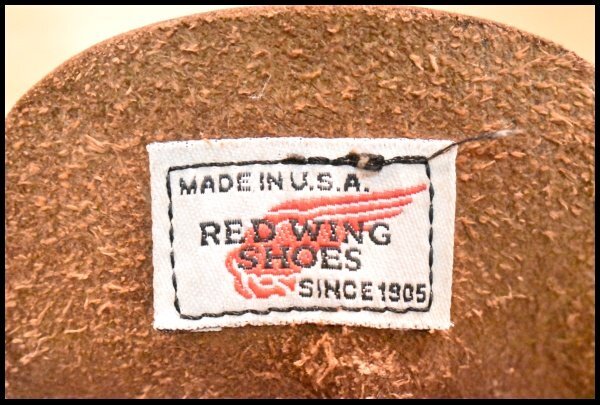 MADE IN U.S.A.
RED WING
SHOES
SINCE 1905